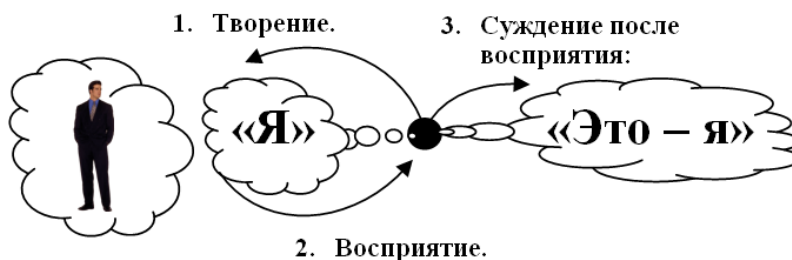 1. Творение.
3. Суждение после
восприятия:
«Я»
«Это – я»
2. Восприятие.